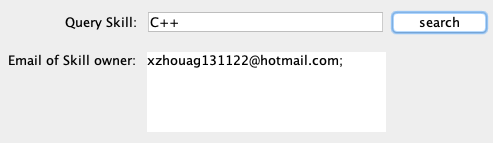 Query Skill: C++ search
Email of Skill owner: xzhouag131122@hotmail.com;